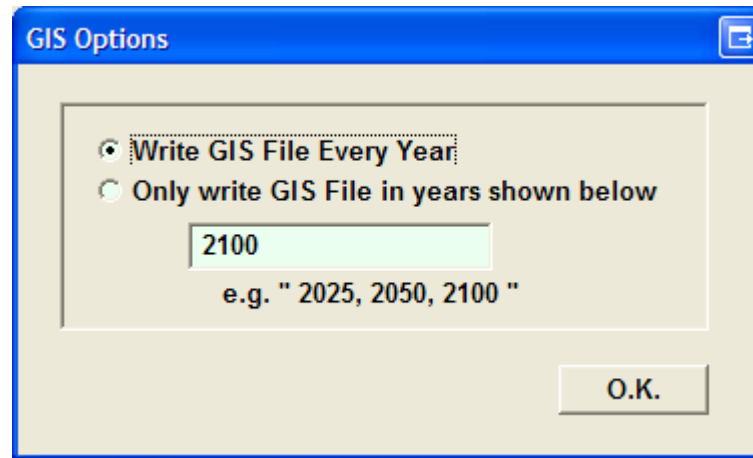 GIS Options
Write GIS File Every Year
Only write GIS File in years shown below
2100
e.g. " 2025, 2050, 2100 "
O.K.